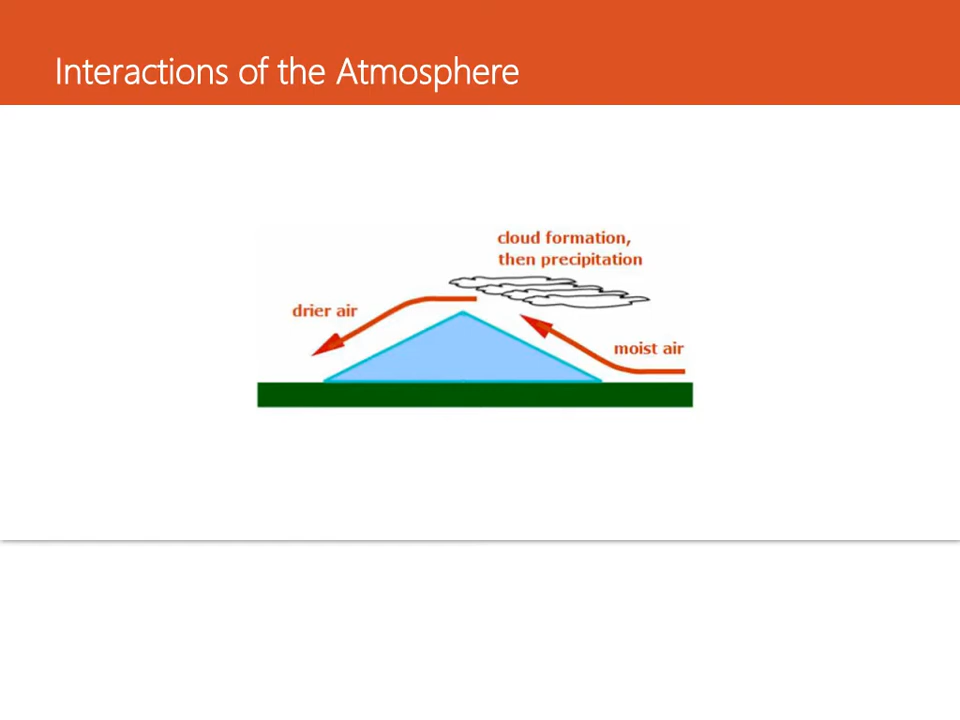 Interactions of the Atmosphere
cloud formation,
then precipitation
drier air
moist air